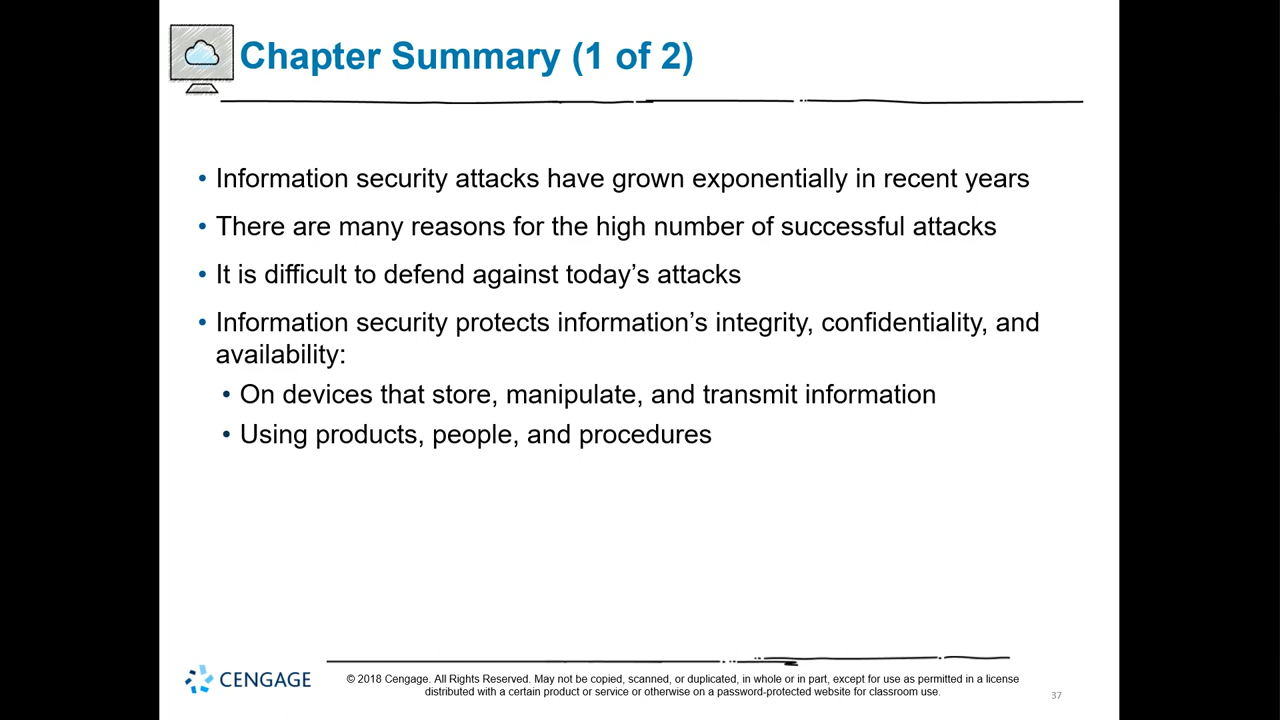 Chapter Summary (1 of 2)
• Information security attacks have grown exponentially in recent years
• There are many reasons for the high number of successful attacks
• It is difficult to defend against today’s attacks
• Information security protects information’s integrity, confidentiality, and
availability:
• On devices that store, manipulate, and transmit information
• Using products, people, and procedures
CENGAGE
© 2018 Cengage. All Rights Reserved. May not be copied, scanned, or duplicated, in whole or in part, except for use as permitted in a license
distributed with a certain product or service or otherwise on a password-protected website for classroom use.
37